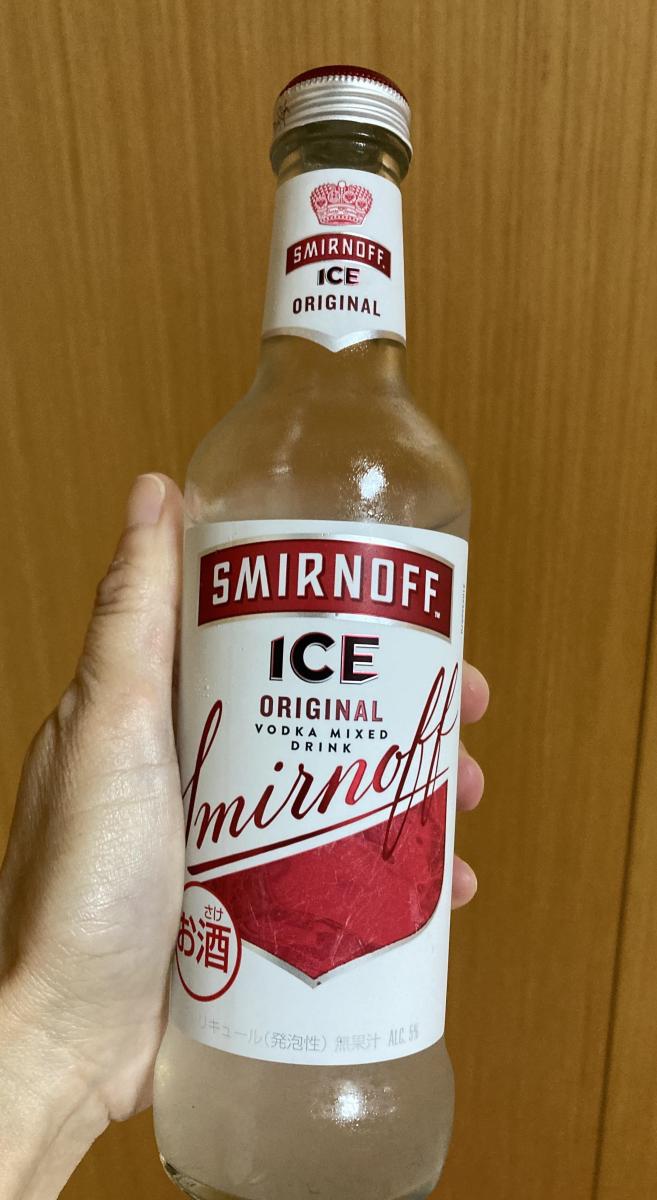 SMIRNOFF
ICE
ORIGINAL
SMIRNOFF
ICE
ORIGINAL
VODKA MIXED
DRINK
Smirnoff
さけ
お酒
リキュール(発泡性) 無果汁 ALC. 5%